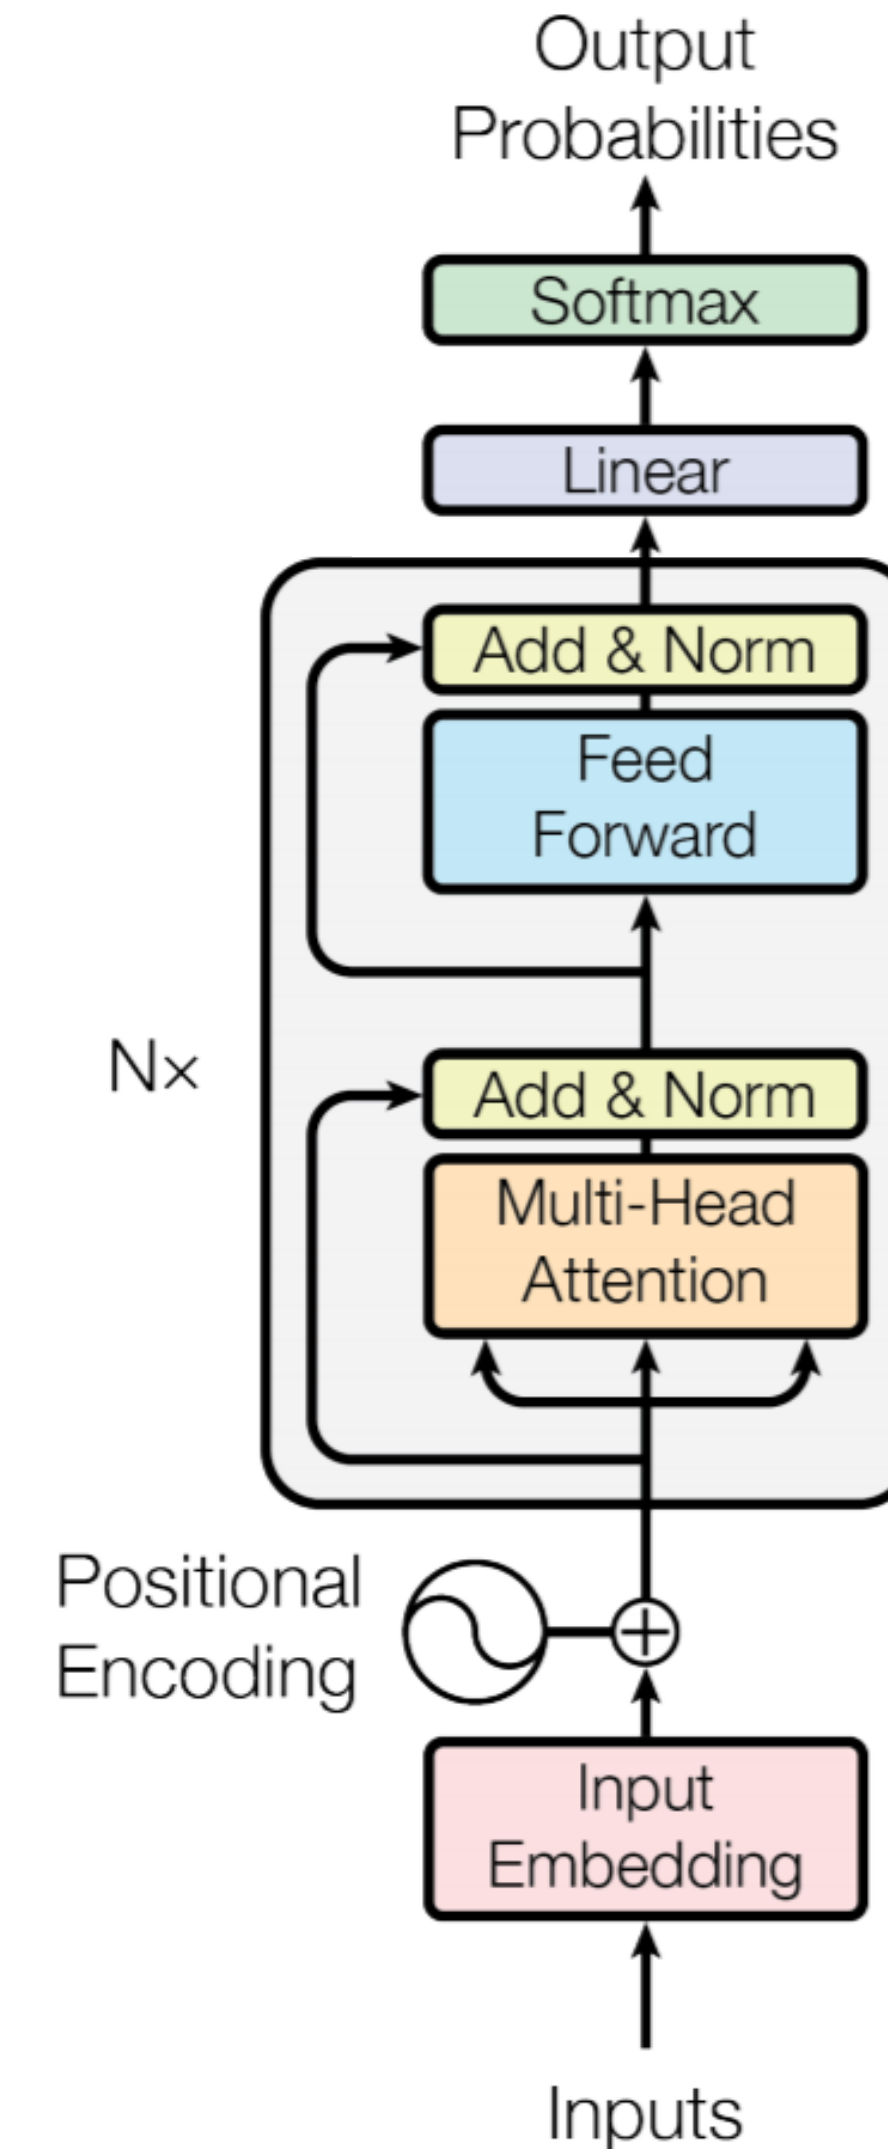 Output
Probabilities
Softmax
Linear
Add & Norm
Feed
Forward
Nx
Add & Norm
Multi-Head
Attention
Positional
Encoding
Input
Embedding
Inputs